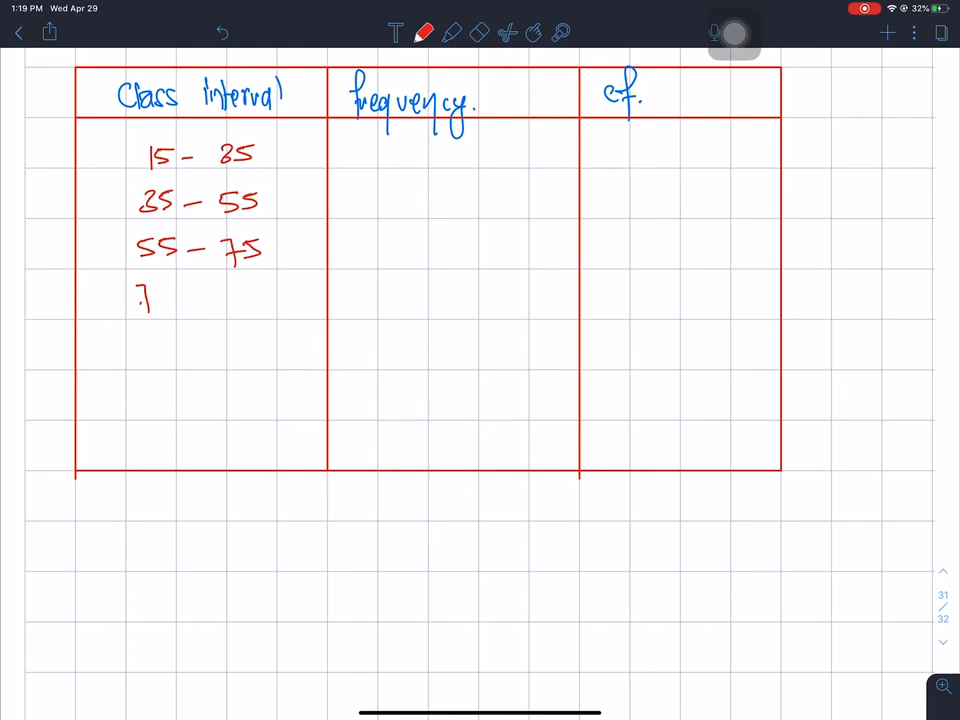 1:19 PM Wed Apr 29
32%
Class Interval frequency. cf.
15 - 35
35 - 55
55 - 75
7
31
/
32